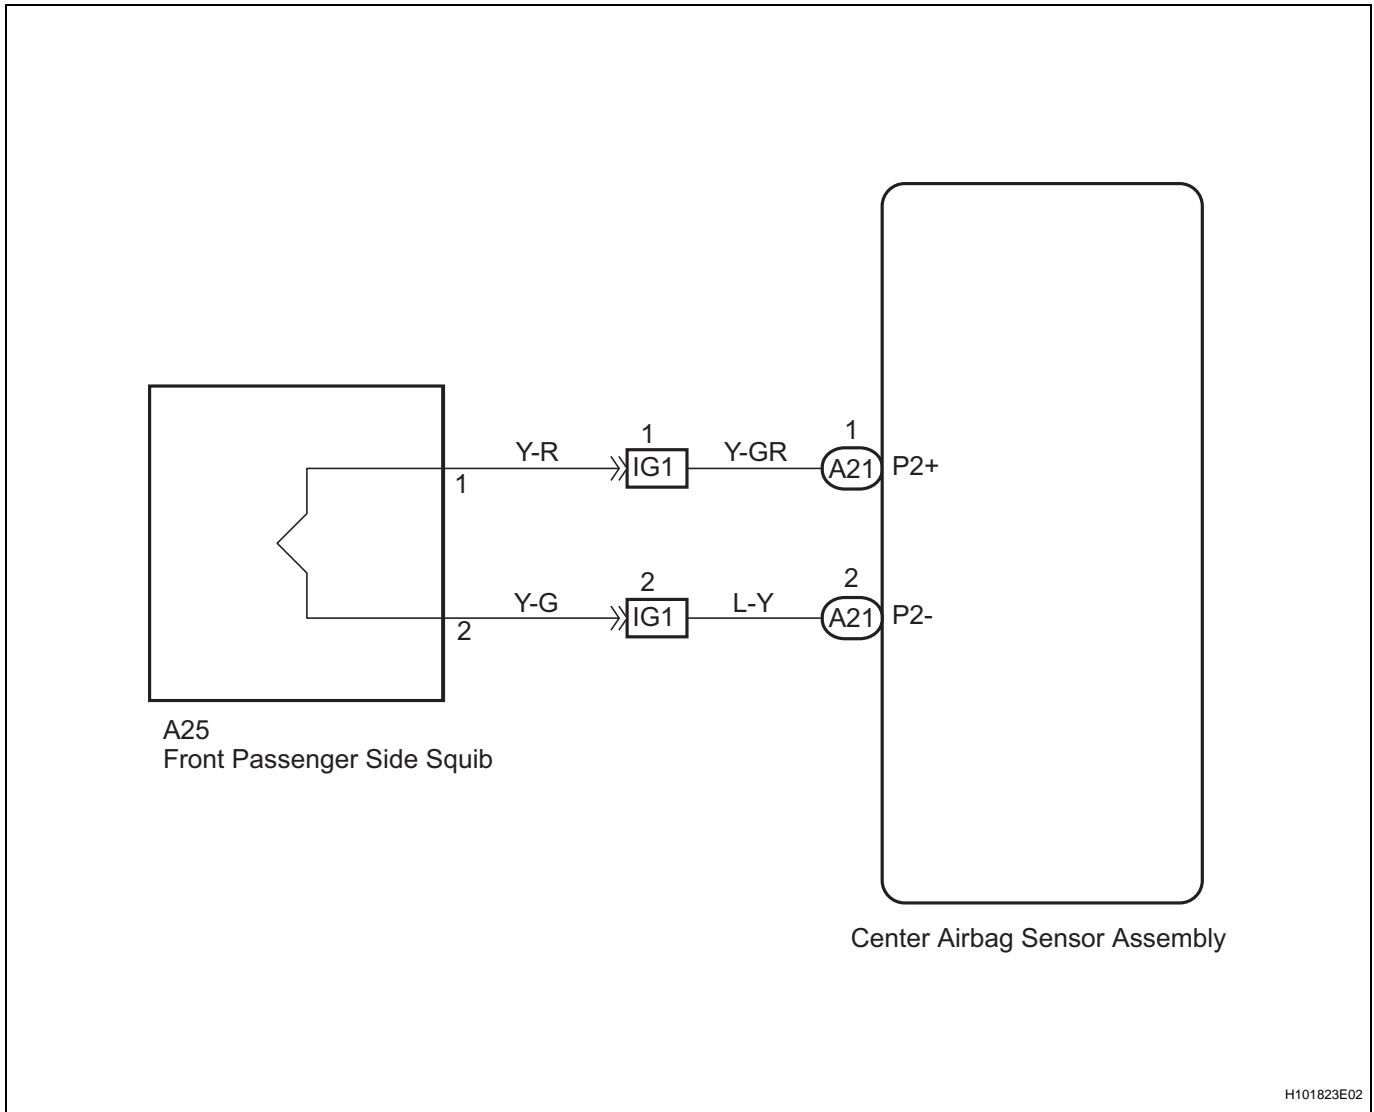 Y-R
1
IG1
Y-GR
1
A21
P2+
1
Y-G
2
IG1
L-Y
2
A21
P2-
2
A25
Front Passenger Side Squib
Center Airbag Sensor Assembly
H101823E02